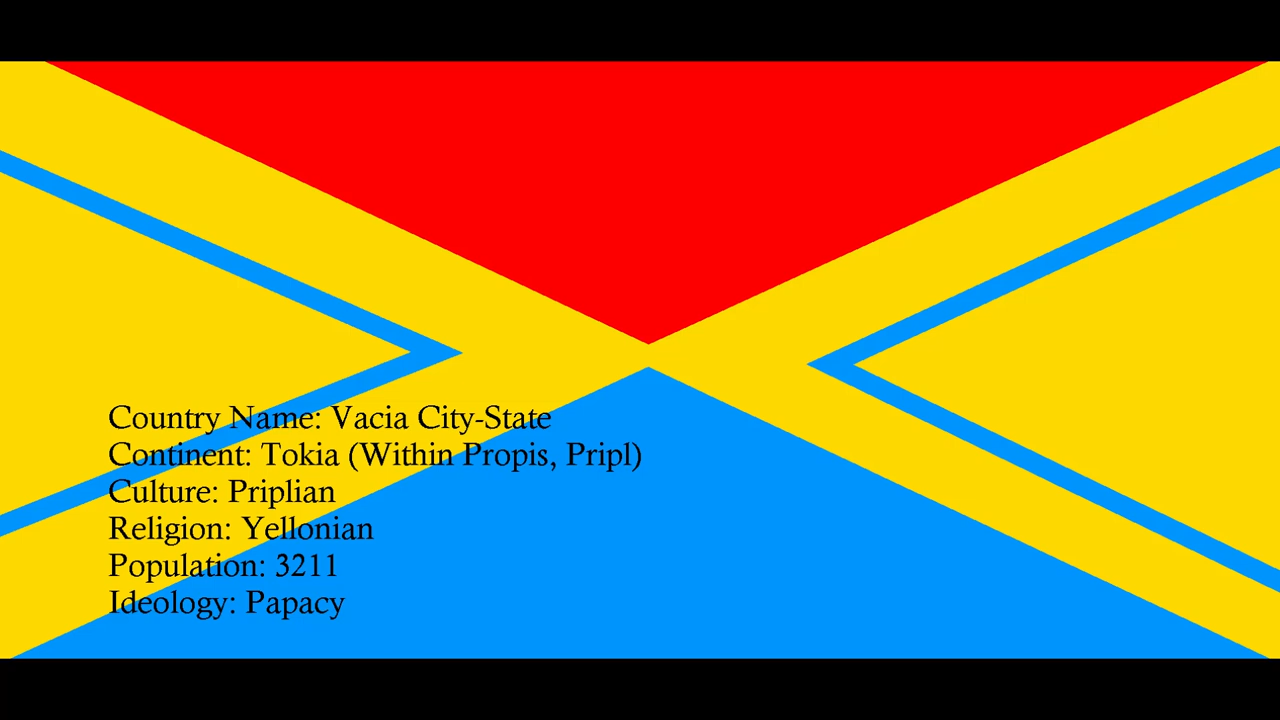 Country Name: Vacia City-State
Continent: Tokia (Within Propis, Pripl)
Culture: Priplian
Religion: Yellonian
Population: 3211
Ideology: Papacy